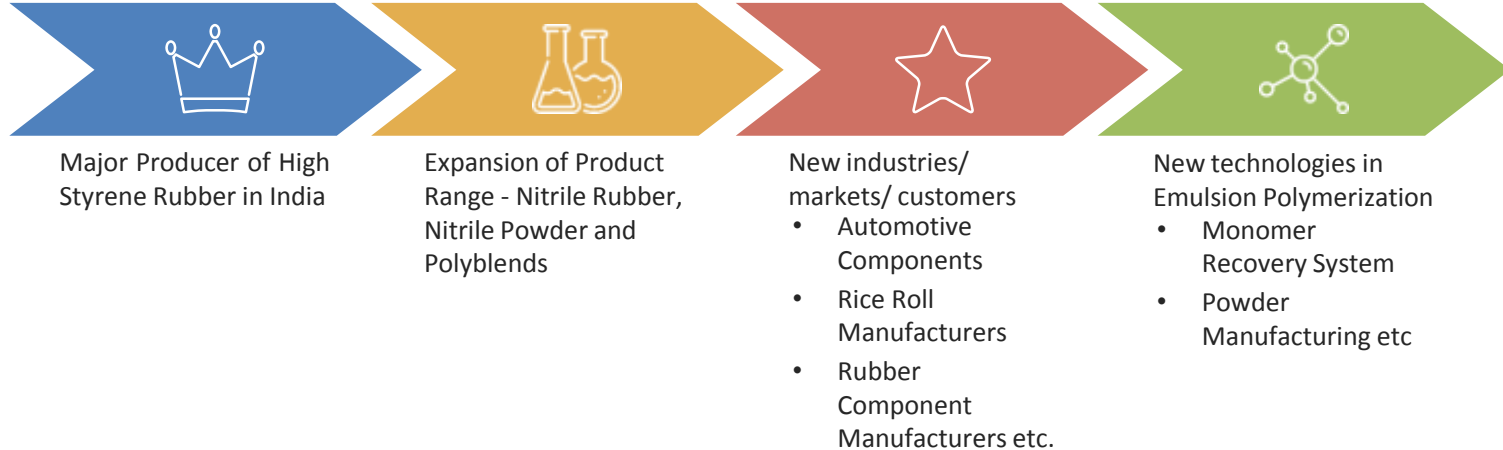 Major Producer of High
Styrene Rubber in India
Expansion of Product
Range - Nitrile Rubber,
Nitrile Powder and
Polyblends
New industries/
markets/ customers
• Automotive
Components
• Rice Roll
Manufacturers
• Rubber
Component
Manufacturers etc.
New technologies in
Emulsion Polymerization
• Monomer
Recovery System
• Powder
Manufacturing etc